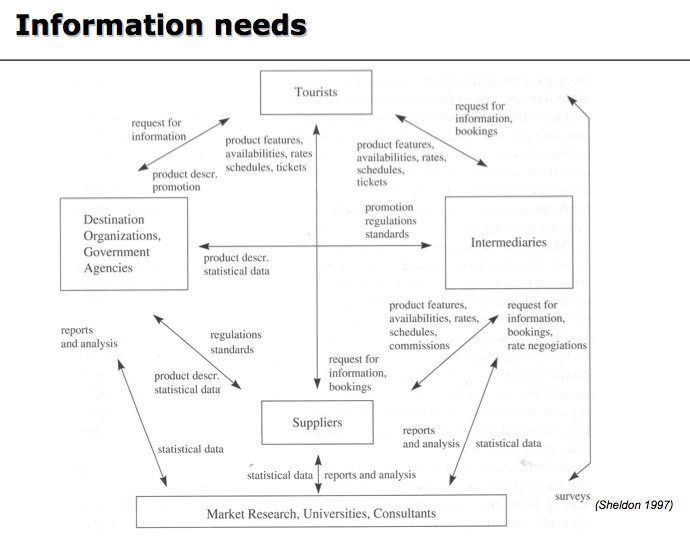 Information needs
Tourists
request for
information
product features,
availabilities, rates
schedules, tickets
product descr.
promotion
request for
information,
bookings
product features,
availabilities, rates,
schedules,
tickets
Destination
Organizations,
Government
Agencies
promotion
regulations
standards
product descr.
statistical data
Intermediaries
reports
and analysis
regulations
standards
product descr.
statistical data
product features,
availabilities, rates,
schedules,
commissions
request for
information,
bookings,
rate negogiations
request for
information,
bookings
Suppliers
statistical data
reports
and analysis
statistical data
statistical data
reports and analysis
surveys
(Sheldon 1997)
Market Research, Universities, Consultants